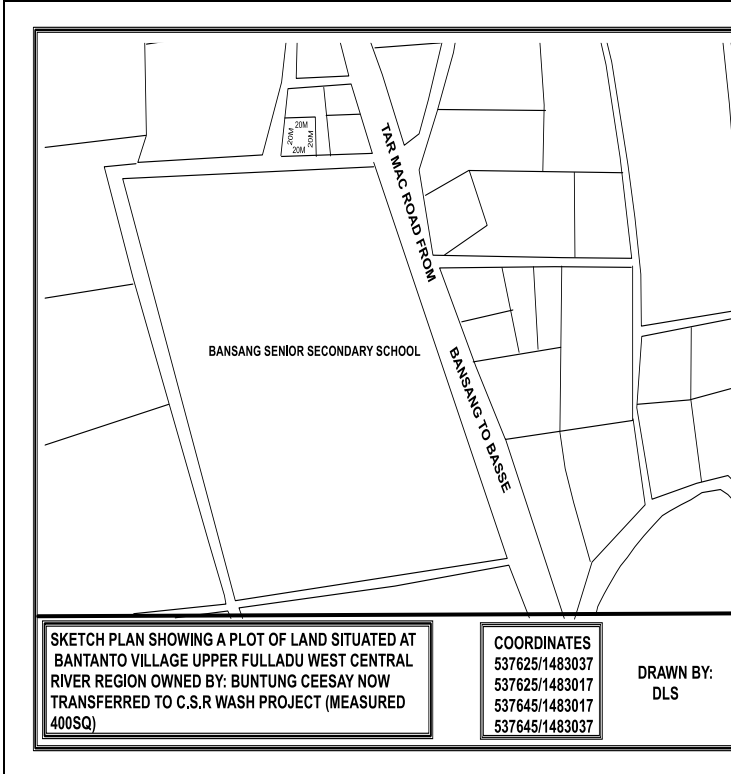 20M
20M
20M
20M
TAR MAC ROAD FROM
BANSANG SENIOR SECONDARY SCHOOL
BANSANG TO BASSE
SKETCH PLAN SHOWING A PLOT OF LAND SITUATED AT
BANTANTO VILLAGE UPPER FULLADU WEST CENTRAL
RIVER REGION OWNED BY: BUNTUNG CEESAY NOW
TRANSFERRED TO C.S.R WASH PROJECT (MEASURED
400SQ)
COORDINATES
537625/1483037
537625/1483017
537645/1483017
537645/1483037
DRAWN BY:
DLS